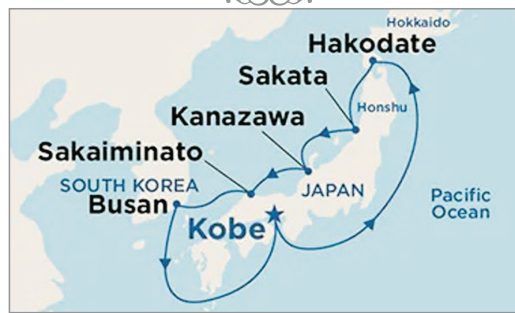 Hokkaido
Hakodate
Sakata
Honshu
Kanazawa
Sakaiminato
SOUTH KOREA
JAPAN
Busan
Pacific
Ocean
Kobe